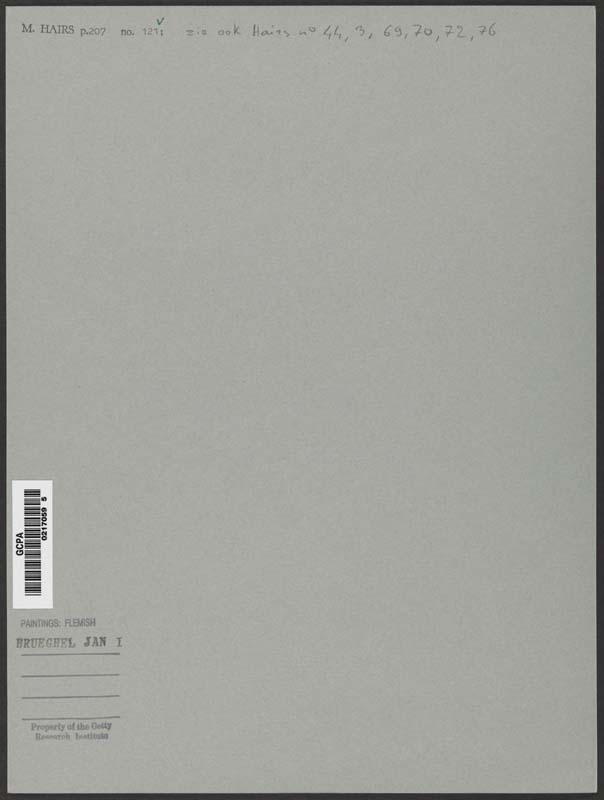 M. HAIRS p.207 no. 121; zie ook Hairs nº 44, 3, 69, 70, 72, 76
GCPA
0217059 5
PAINTINGS: FLEMISH
BRUEGHEL JAN I
Property of the Getty
Research Institute